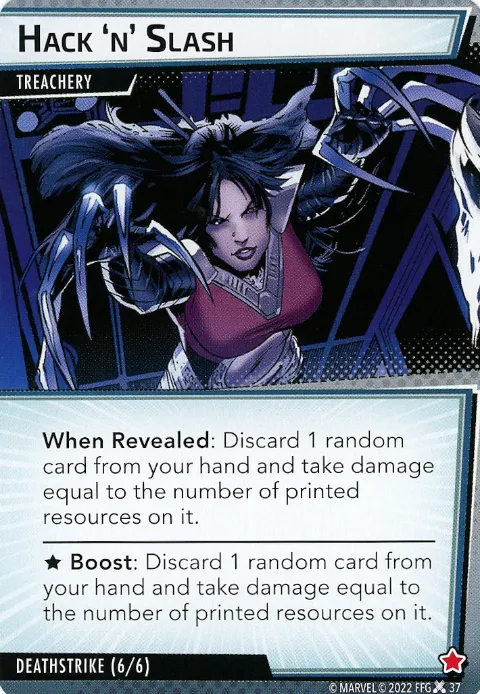 HACK ‘N’ SLASH
TREACHERY
When Revealed: Discard 1 random
card from your hand and take damage
equal to the number of printed
resources on it.
★ Boost: Discard 1 random card from
your hand and take damage equal to
the number of printed resources on it.
DEATHSTRIKE (6/6)
© MARVEL © 2022 FFG 37